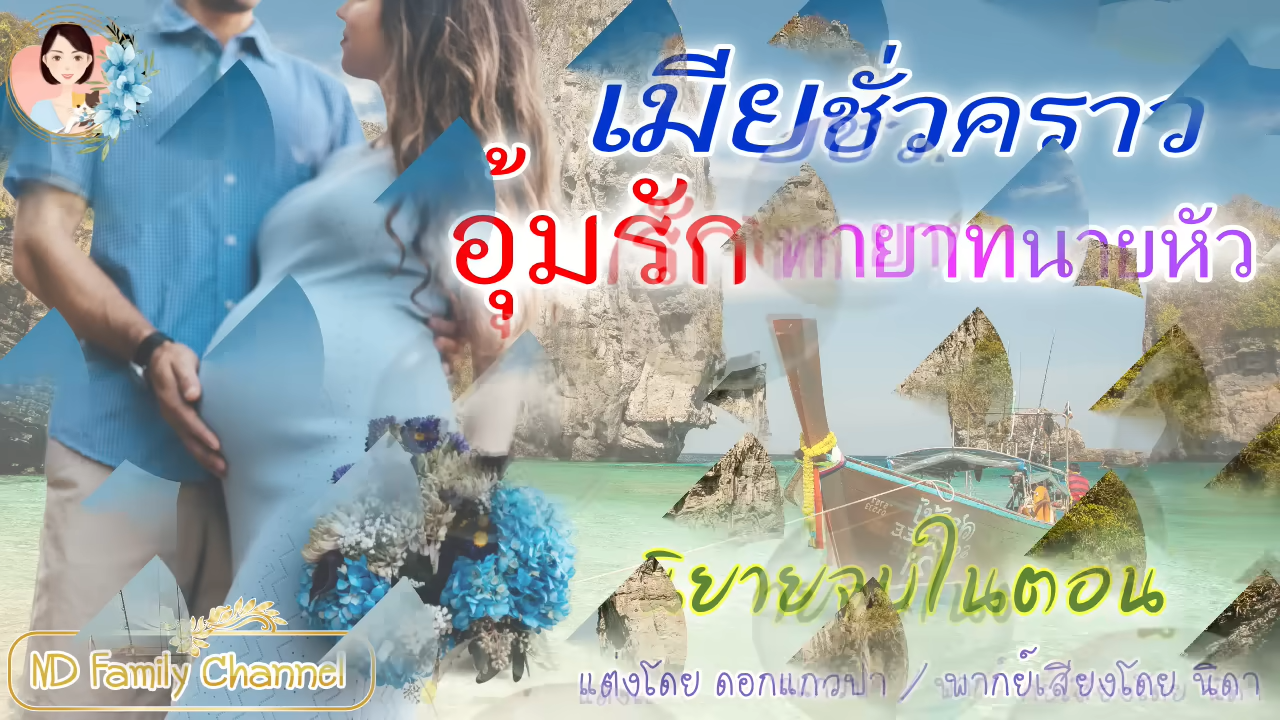 เมียชั่วคราว
อุ้มรักทายาทนายหัว
นิยายจบในตอน
ND Family Channel
แต่งโดย ดอกแก้วป่า / พากย์เสียงโดย นิดา